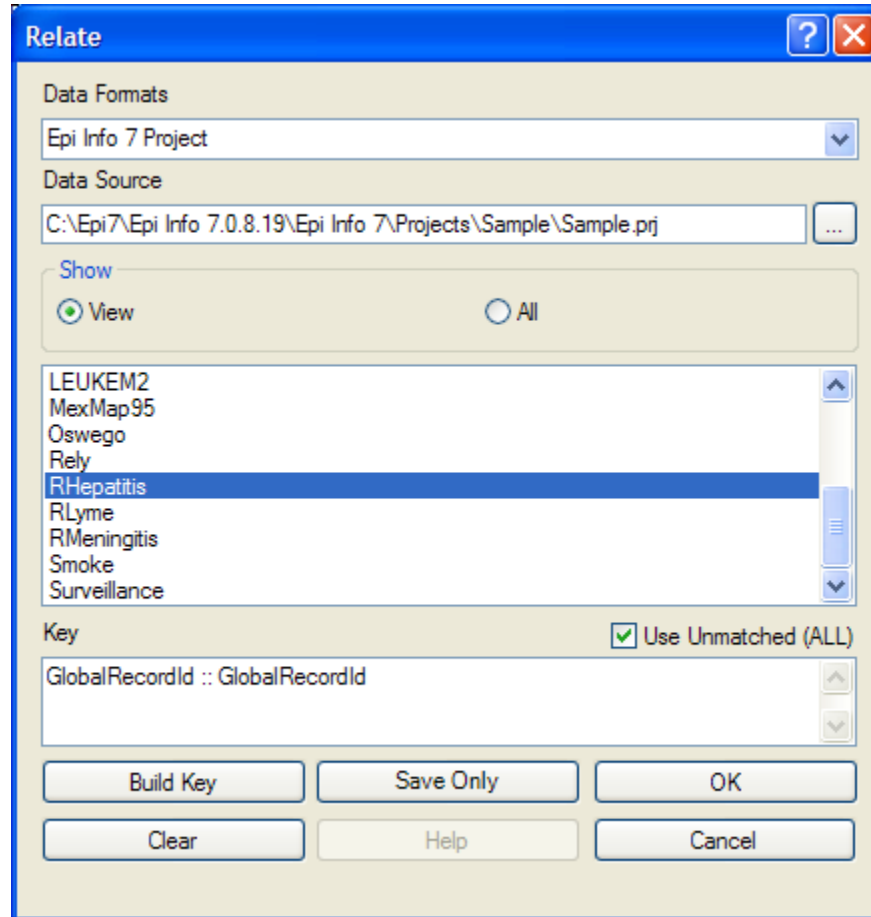 Relate
Data Formats
Epi Info 7 Project
Data Source
C:\Epi7\Epi Info 7.0.8.19\Epi Info 7\Projects\Sample\Sample.prj
...
Show
View
All
LEUKEM2
MexMap95
Oswego
Rely
RHepatitis
RLyme
RMeningitis
Smoke
Surveillance
Key
Use Unmatched (ALL)
GlobalRecordId :: GlobalRecordId
Build Key
Save Only
OK
Clear
Help
Cancel